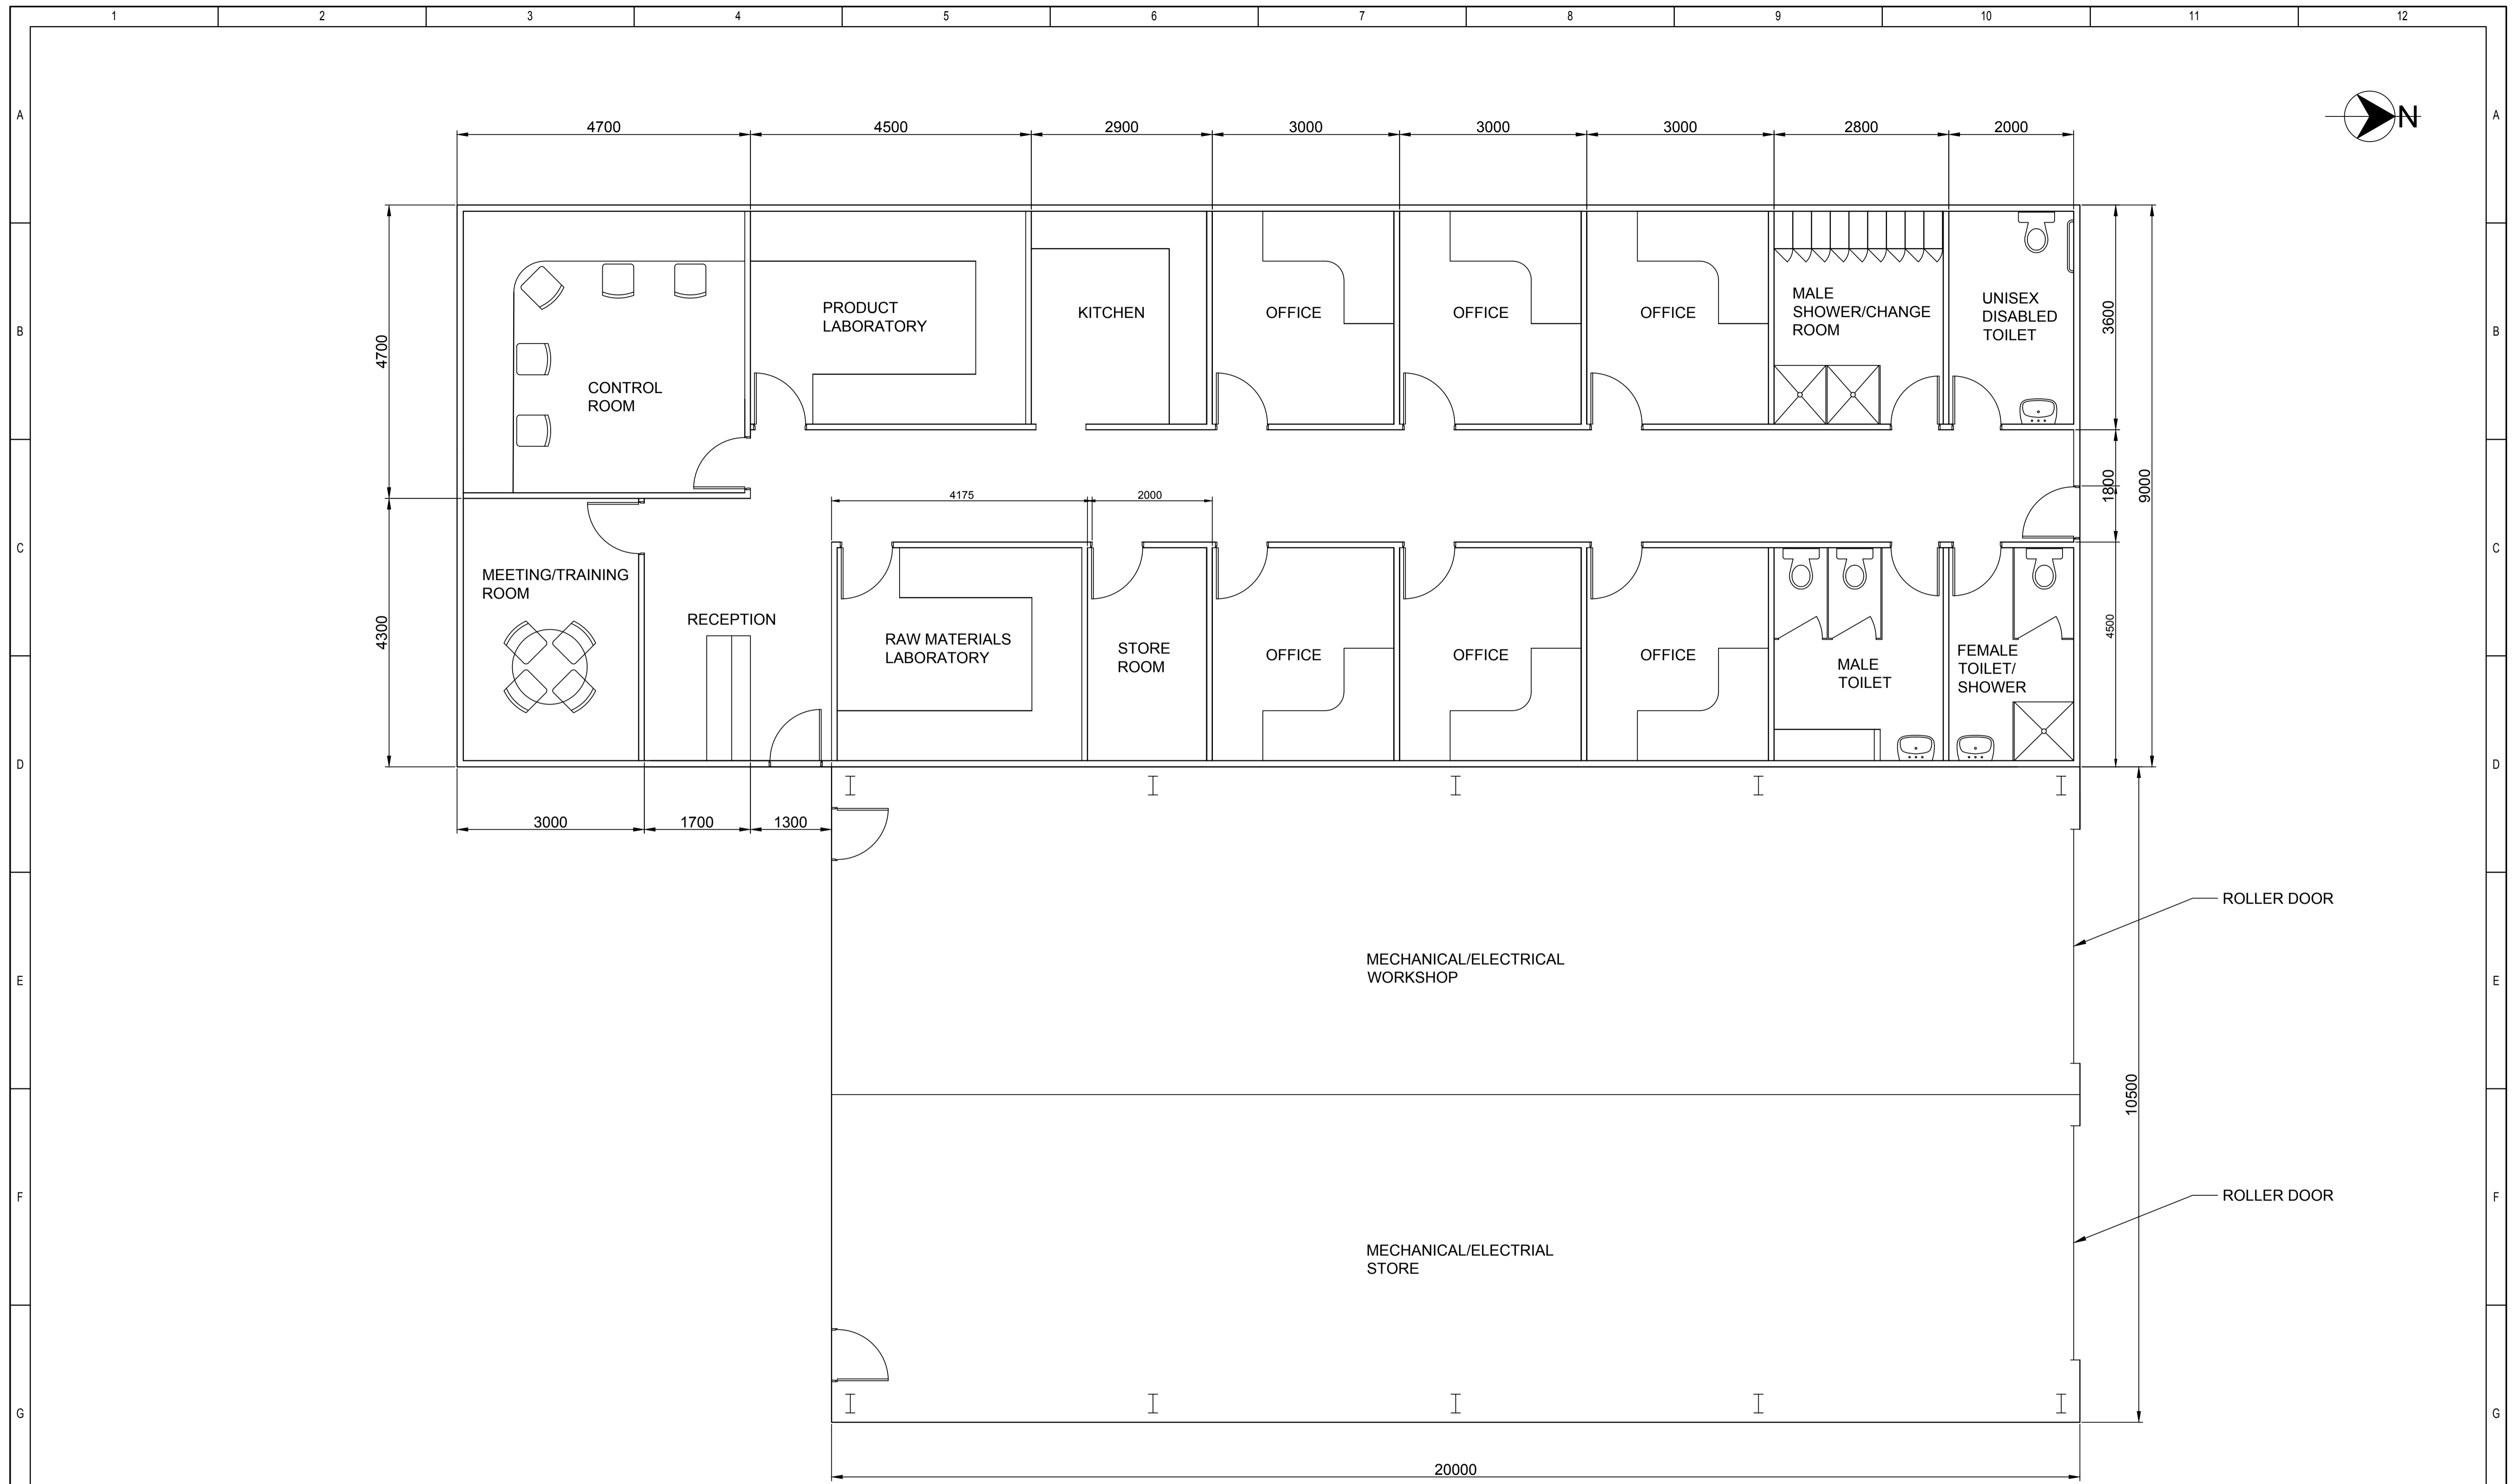 1 2 3 4 5 6 7 8 9 10 11 12
A A
N
4700 4500 2900 3000 3000 3000 2800 2000
PRODUCT
LABORATORY
KITCHEN
OFFICE
OFFICE
OFFICE
MALE
SHOWER/CHANGE
ROOM
UNISEX
DISABLED
TOILET
3600
B B
4700
CONTROL
ROOM
1800
9000
4175 2000
C C
MEETING/TRAINING
ROOM
RECEPTION
4300
RAW MATERIALS
LABORATORY
STORE
ROOM
OFFICE
OFFICE
OFFICE
MALE
TOILET
FEMALE
TOILET/
SHOWER
4500
D D
3000 1700 1300
ROLLER DOOR
MECHANICAL/ELECTRICAL
WORKSHOP
E E
10500
F F
ROLLER DOOR
MECHANICAL/ELECTRIAL
STORE
G G
20000